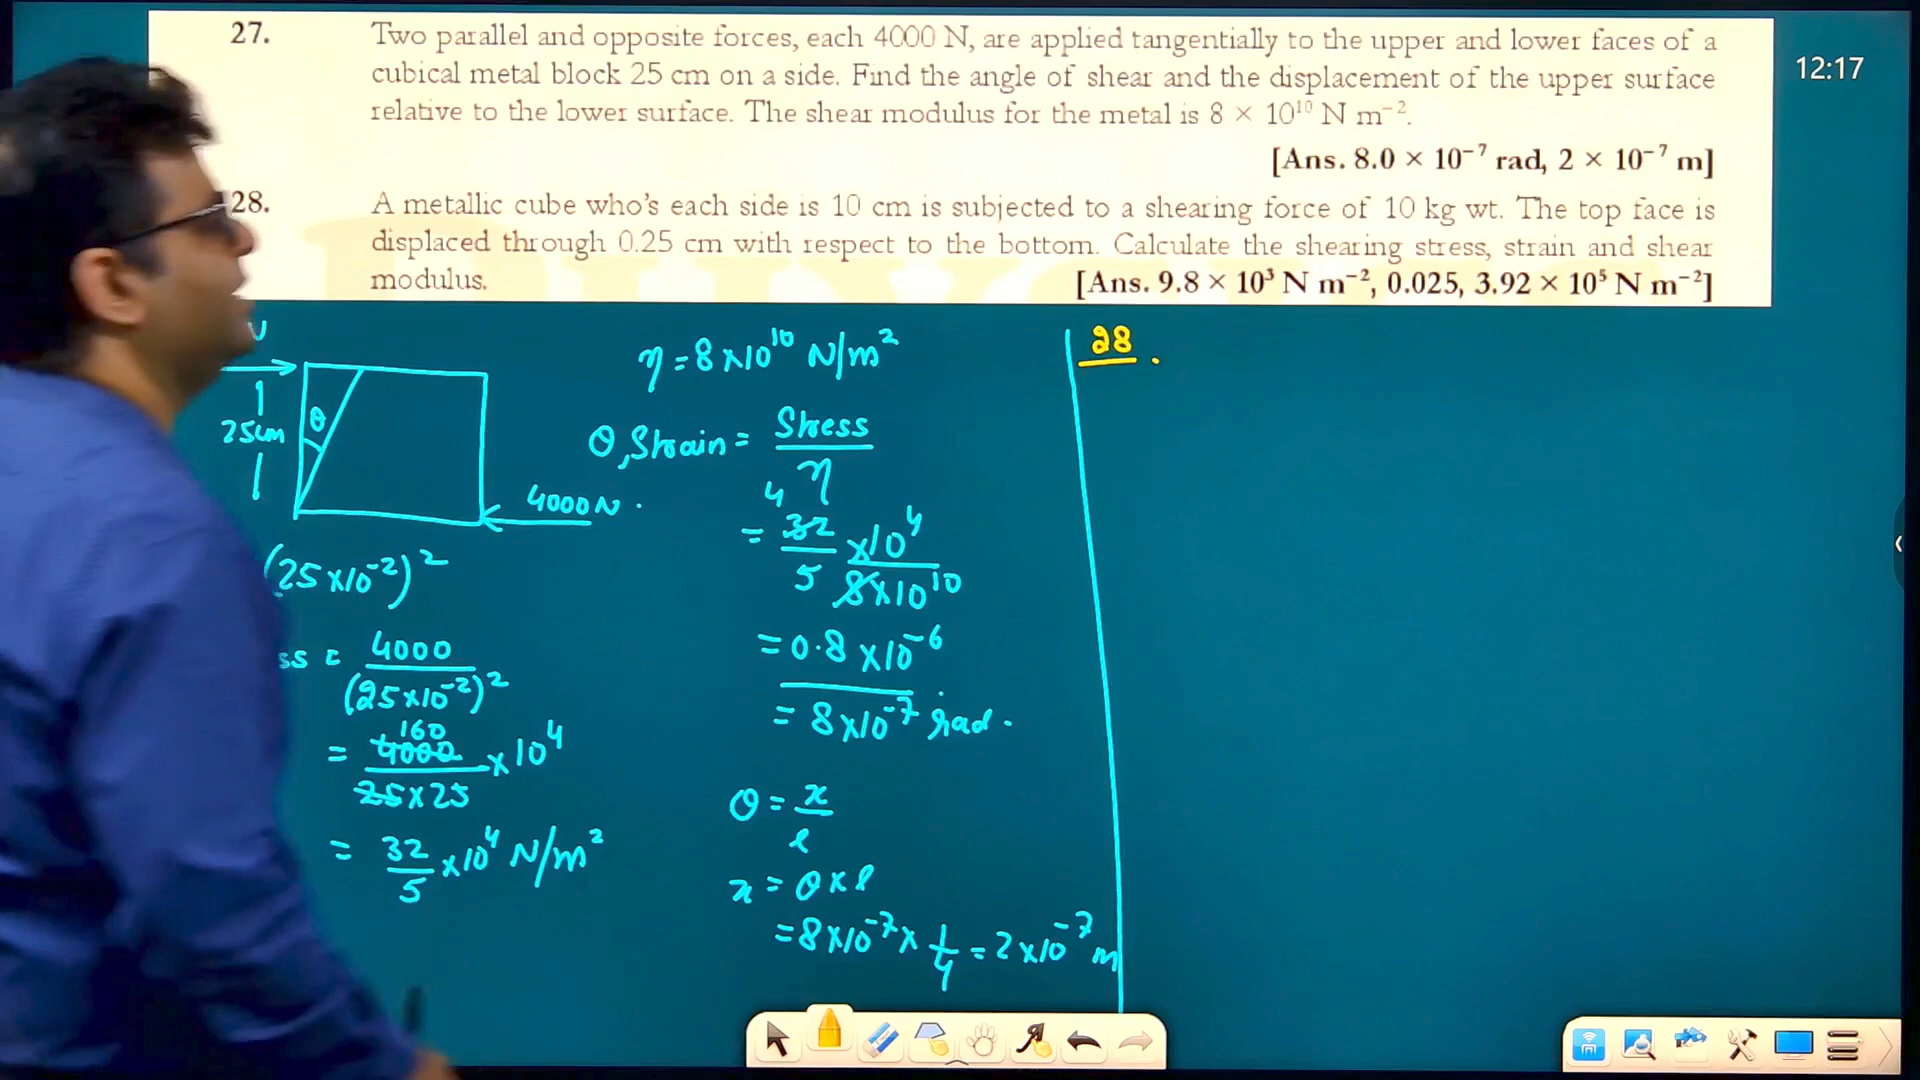 27. Two parallel and opposite forces, each 4000 N, are applied tangentially to the upper and lower faces of a
cubical metal block 25 cm on a side. Find the angle of shear and the displacement of the upper surface
relative to the lower surface. The shear modulus for the metal is 8 × 10¹⁰ N m⁻².
[Ans. 8.0 × 10⁻⁷ rad, 2 × 10⁻⁷ m]
28. A metallic cube who's each side is 10 cm is subjected to a shearing force of 10 kg wt. The top face is
displaced through 0.25 cm with respect to the bottom. Calculate the shearing stress, strain and shear
modulus. [Ans. 9.8 × 10³ N m⁻², 0.025, 3.92 × 10⁵ N m⁻²]
12:17
θ
25cm
4000N.
(25×10⁻²)²
ss = 4000 / (25×10⁻²)²
160
= 4000 / 25×25 ×10⁴
= 32/5 ×10⁴ N/m²
η = 8×10¹⁰ N/m²
θ, Strain = Stress / η
4
= 32/5 ×10⁴ / 8×10¹⁰
= 0.8×10⁻⁶
= 8×10⁻⁷ rad.
θ = x/l
x = θ×l
= 8×10⁻⁷ × 1/4 = 2×10⁻⁷ m
28.